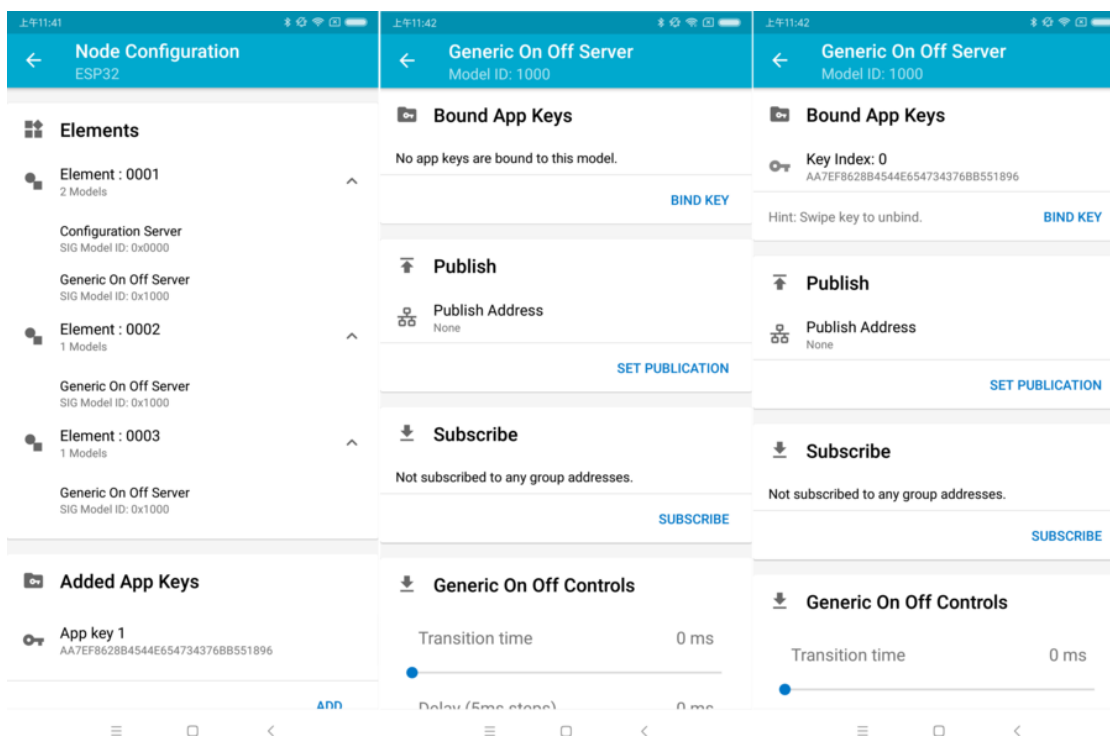 上午11:41
Node Configuration
ESP32
Elements
Element : 0001
2 Models
Configuration Server
SIG Model ID: 0x0000
Generic On Off Server
SIG Model ID: 0x1000
Element : 0002
1 Models
Generic On Off Server
SIG Model ID: 0x1000
Element : 0003
1 Models
Generic On Off Server
SIG Model ID: 0x1000
Added App Keys
App key 1
AA7EF8628B4544E654734376BB551896
ADD
上午11:42
Generic On Off Server
Model ID: 1000
Bound App Keys
No app keys are bound to this model.
BIND KEY
Publish
Publish Address
None
SET PUBLICATION
Subscribe
Not subscribed to any group addresses.
SUBSCRIBE
Generic On Off Controls
Transition time 0 ms
Delay (5ms steps) 0 ms
上午11:42
Generic On Off Server
Model ID: 1000
Bound App Keys
Key Index: 0
AA7EF8628B4544E654734376BB551896
Hint: Swipe key to unbind. BIND KEY
Publish
Publish Address
None
SET PUBLICATION
Subscribe
Not subscribed to any group addresses.
SUBSCRIBE
Generic On Off Controls
Transition time 0 ms